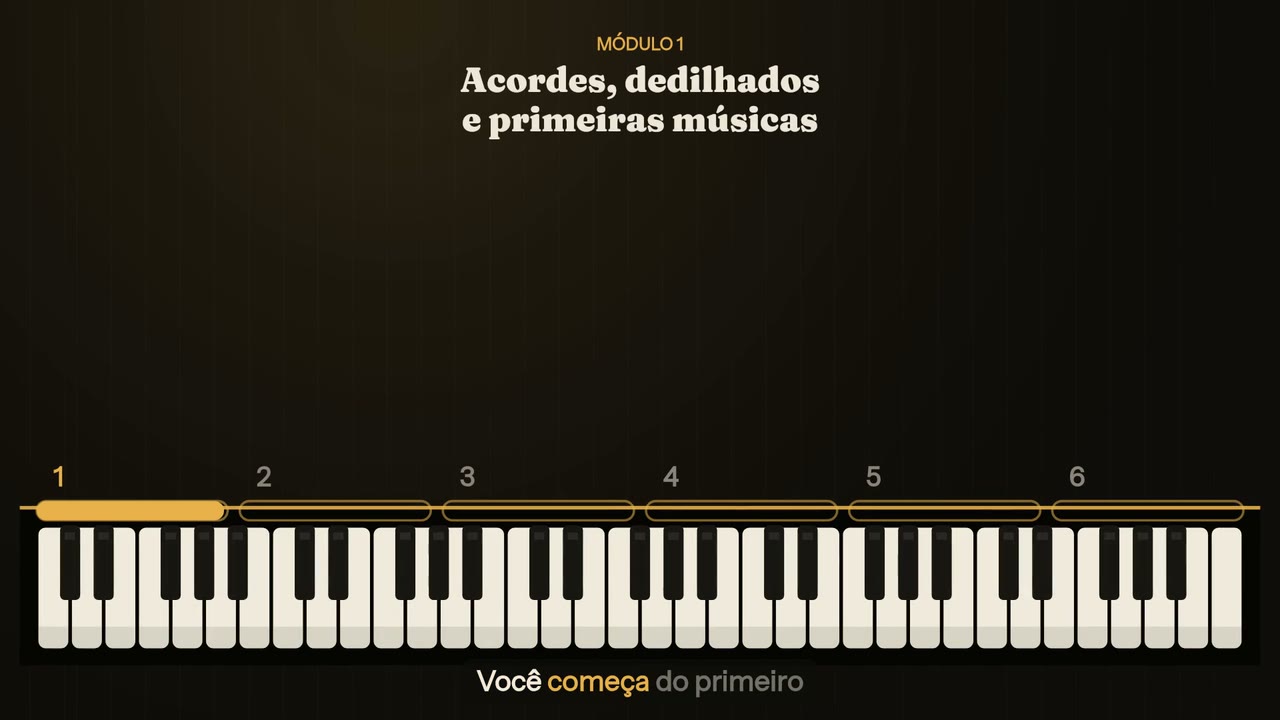 MÓDULO 1
Acordes, dedilhados
e primeiras músicas
1 2 3 4 5 6
Você começa do primeiro